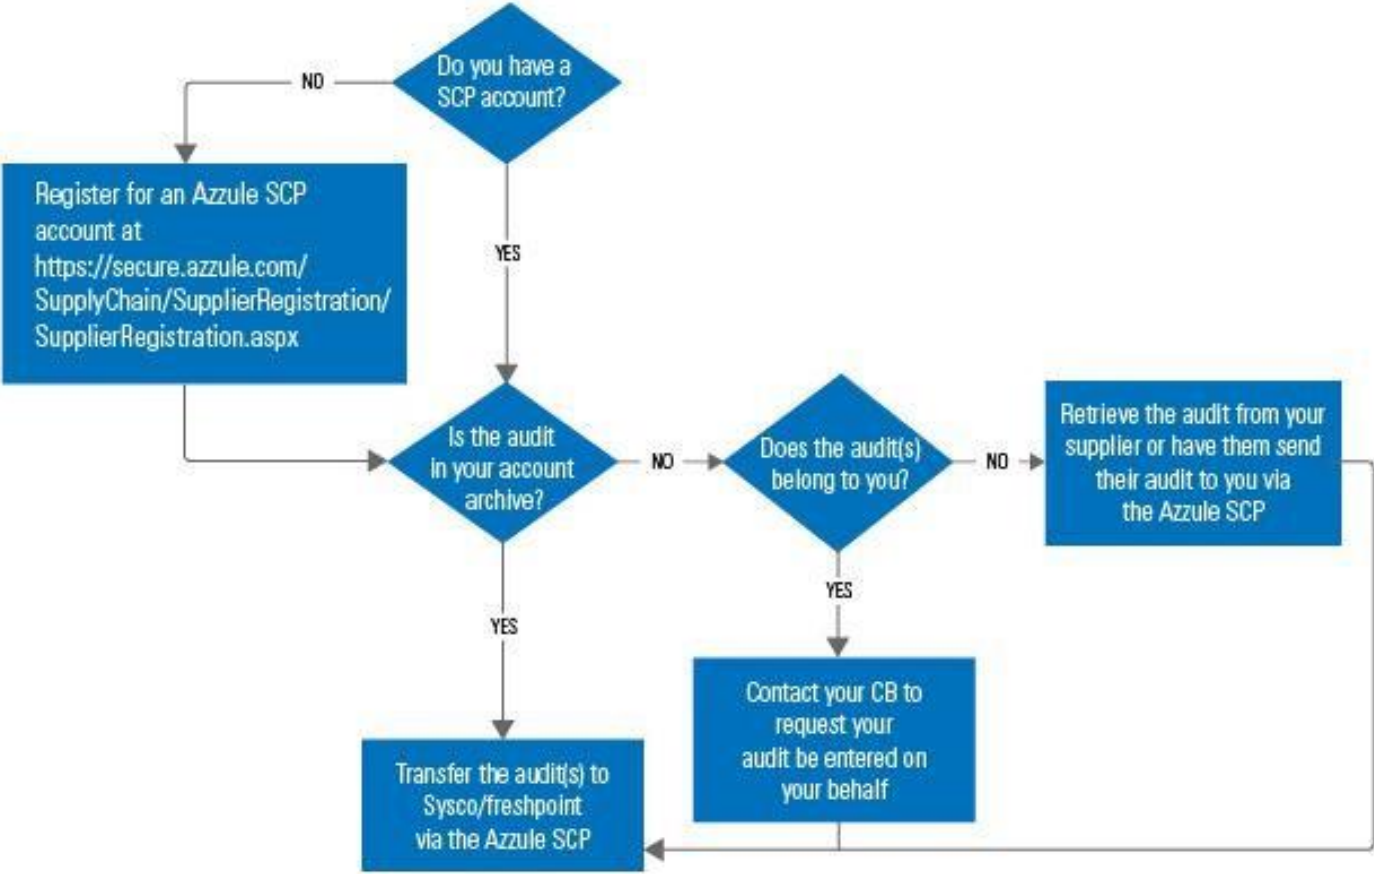 Do you have a
SCP account?
NO
Register for an Azzule SCP
account at
https://secure.azzule.com/
SupplyChain/SupplierRegistration/
SupplierRegistration.aspx
YES
Is the audit
in your account
archive?
NO
Does the audit(s)
belong to you?
NO
Retrieve the audit from your
supplier or have them send
their audit to you via
the Azzule SCP
YES
YES
Contact your CB to
request your
audit be entered on
your behalf
Transfer the audit(s) to
Sysco/freshpoint
via the Azzule SCP